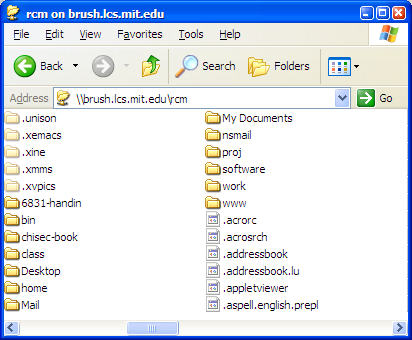 rcm on brush.lcs.mit.edu
File Edit View Favorites Tools Help
Back Search Folders
Address \\brush.lcs.mit.edu\rcm Go
.unison
.xemacs
.xine
.xmms
.xvpics
6831-handin
bin
chisec-book
class
Desktop
home
Mail
My Documents
nsmail
proj
software
work
www
.acrorc
.acrosrch
.addressbook
.addressbook.lu
.appletviewer
.aspell.english.prepl